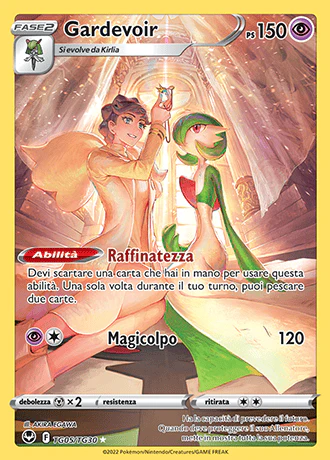 FASE2
Gardevoir
PS 150
Si evolve da Kirlia
Abilità
Raffinatezza
Devi scartare una carta che hai in mano per usare questa
abilità. Una sola volta durante il tuo turno, puoi pescare
due carte.
Magicolpo 120
debolezza ×2 resistenza ritirata
Ill. AKIRA EGAWA
F TG05/TG30
Ha la capacità di prevedere il futuro.
Quando deve proteggere il suo Allenatore,
mette in mostra tutta la sua potenza.
©2022 Pokémon/Nintendo/Creatures/GAME FREAK